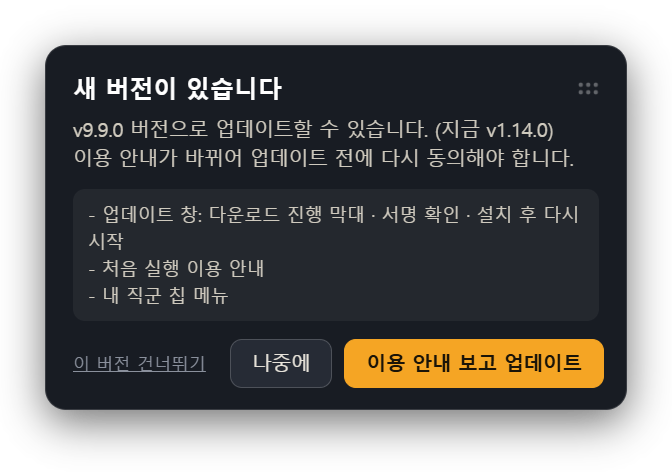 새 버전이 있습니다
v9.9.0 버전으로 업데이트할 수 있습니다. (지금 v1.14.0)
이용 안내가 바뀌어 업데이트 전에 다시 동의해야 합니다.
- 업데이트 창: 다운로드 진행 막대 · 서명 확인 · 설치 후 다시
시작
- 처음 실행 이용 안내
- 내 직군 칩 메뉴
이 버전 건너뛰기
나중에
이용 안내 보고 업데이트